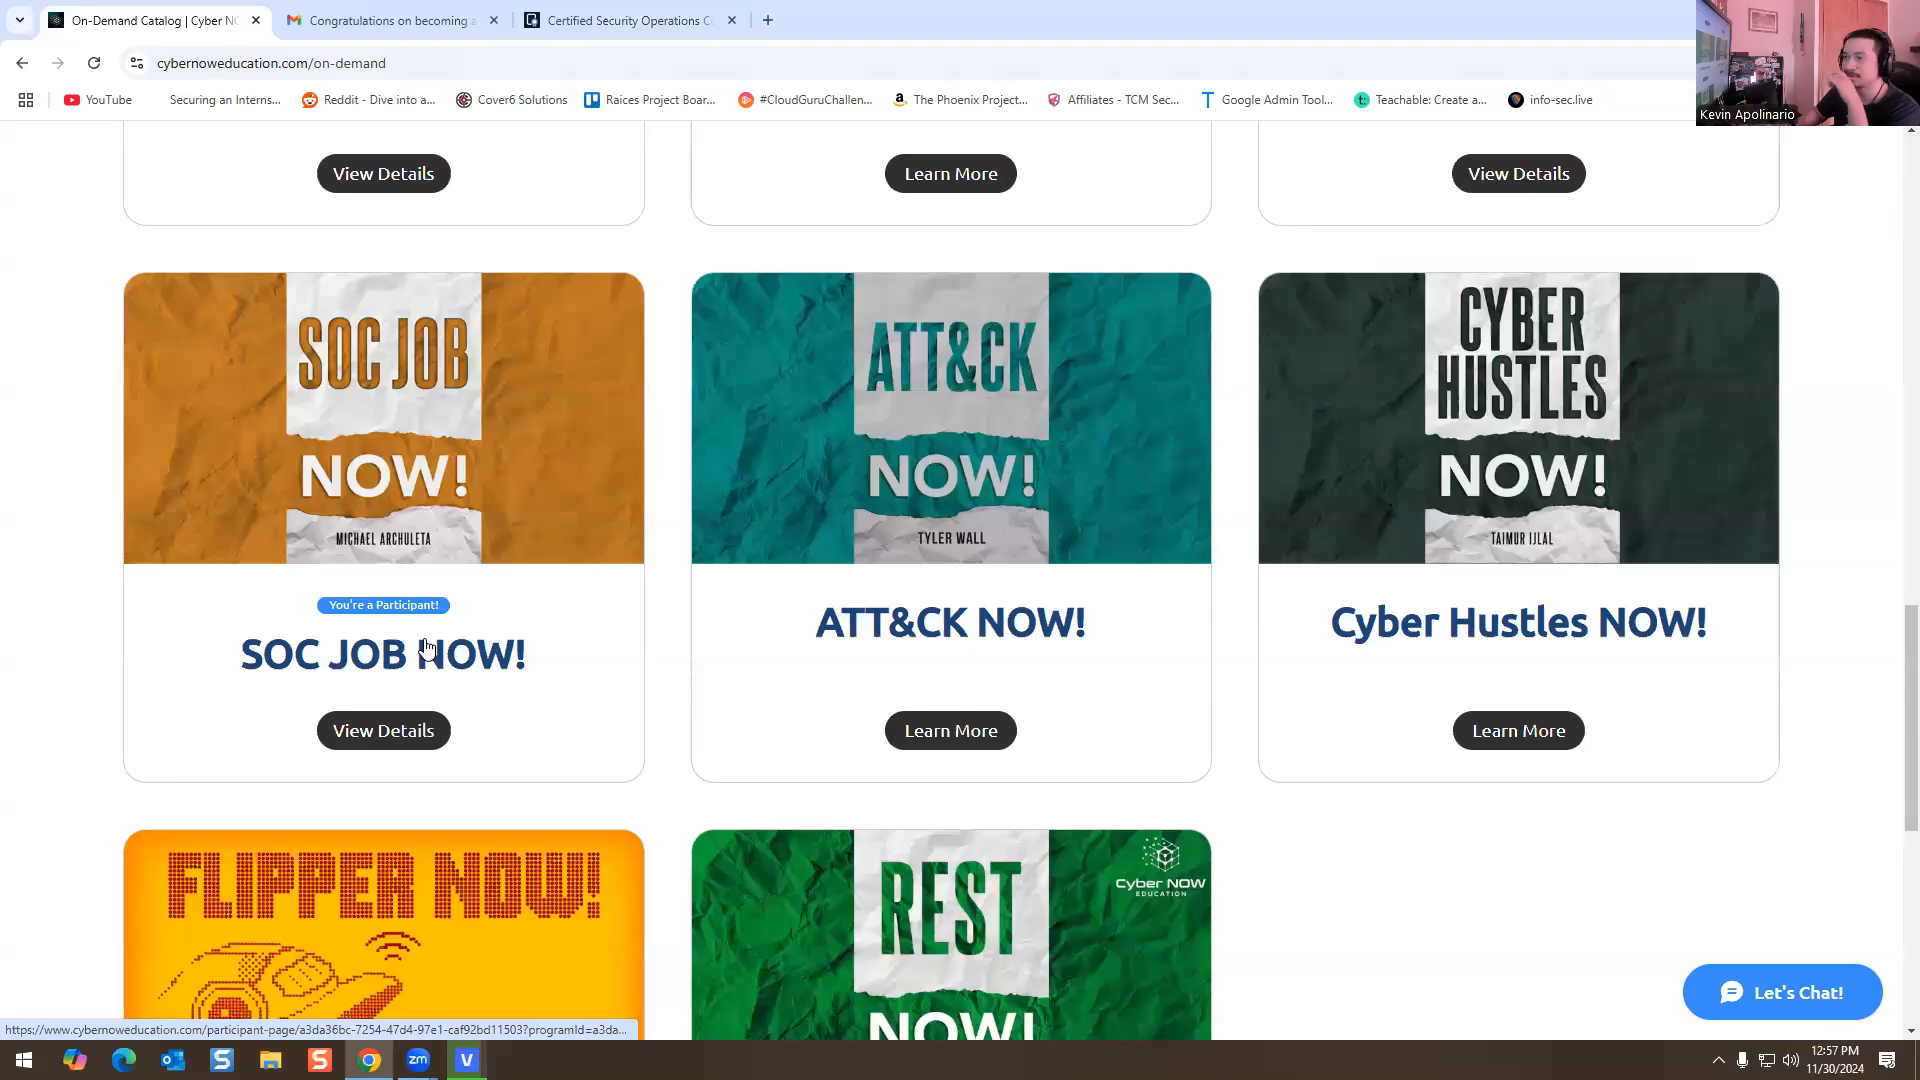 On-Demand Catalog | Cyber NO
Congratulations on becoming a
Certified Security Operations C
cybernoweducation.com/on-demand
YouTube
Securing an Interns...
Reddit - Dive into a...
Cover6 Solutions
Raices Project Boar...
#CloudGuruChallen...
The Phoenix Project...
Affiliates - TCM Sec...
Google Admin Tool...
Teachable: Create a...
info-sec.live
Kevin Apolinario
View Details
Learn More
View Details
SOC JOB
NOW!
MICHAEL ARCHULETA
ATT&CK
NOW!
TYLER WALL
CYBER
HUSTLES
NOW!
TAIMUR IJLAL
You're a Participant!
SOC JOB NOW!
ATT&CK NOW!
Cyber Hustles NOW!
View Details
Learn More
Learn More
FLIPPER NOW!
REST
NOW!
Cyber NOW
EDUCATION
Let's Chat!
https://www.cybernoweducation.com/participant-page/a3da36bc-7254-47d4-97e1-caf92bd11503?programId=a3da...
zm
V
12:57 PM
11/30/2024